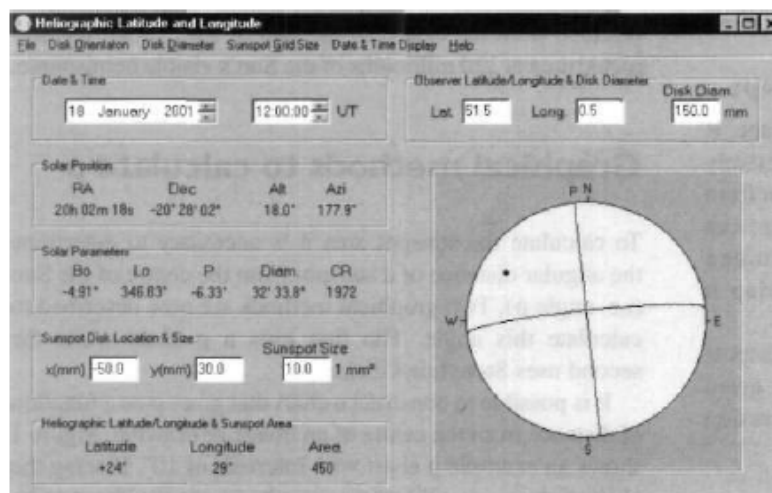 Heliographic Latitude and Longitude
File Disk Orientaton Disk Diameter Sunspot Grid Size Date & Time Display Help
Date & Time
18 January 2001 12:00:00 UT
Observer Latitude/Longitude & Disk Diameter
Disk Diam.
Lat. 51.5 Long. 0.5 150.0 mm
Solar Position
RA Dec Alt Azi
20h 02m 18s -20° 28' 02" 18.0° 177.9°
Solar Parameters
Bo Lo P Diam CR
-4.91° 346.83° -6.33° 32' 33.8" 1972
Sunspot Disk Location & Size
Sunspot Size
x(mm) -50.0 y(mm) 30.0 10.0 1 mm²
Heliographic Latitude/Longitude & Sunspot Area
Latitude Longitude Area
+24° 29° 450
P N
W E
S